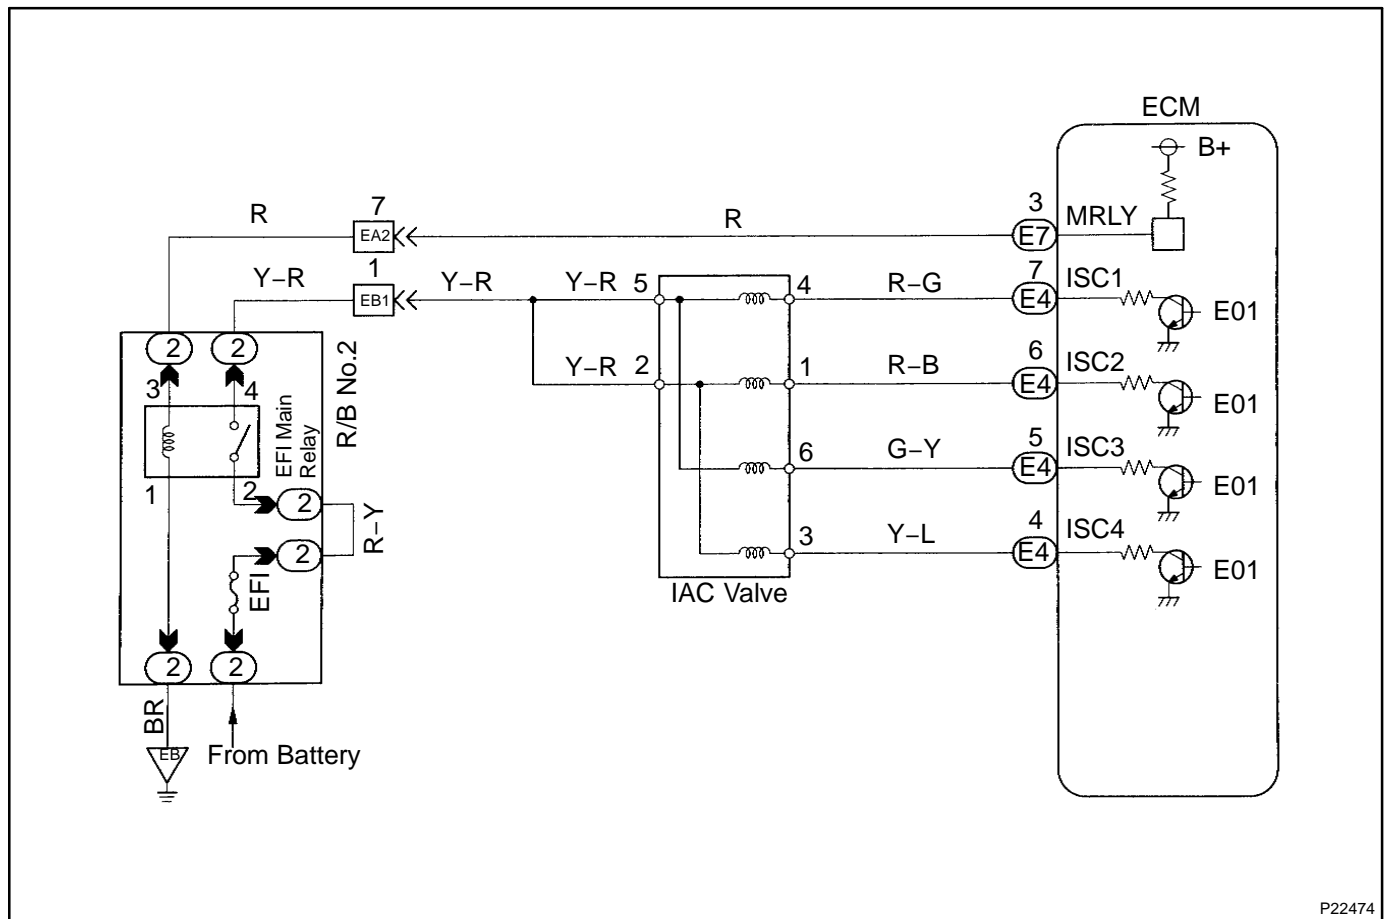 ECM
B+
7
3
R
EA2
R
E7
MRLY
1
Y–R
EB1
Y–R
Y–R
5
4
R–G
7
E4
ISC1
E01
Y–R
2
1
R–B
6
E4
ISC2
E01
6
G–Y
5
E4
ISC3
E01
3
Y–L
4
E4
ISC4
E01
IAC Valve
2
2
R/B No.2
3
4
EFI Main
Relay
1
2
2
R–Y
2
EFI
2
2
BR
EB
From Battery
P22474